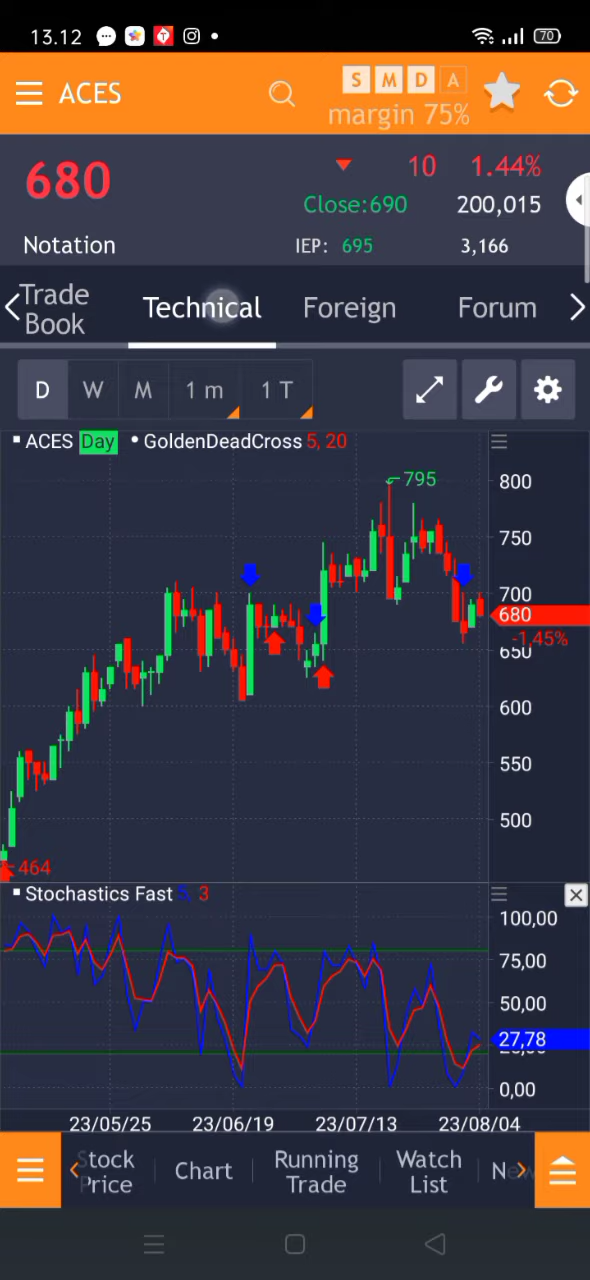 13.12
70
ACES
S M D A
margin 75%
680
10 1.44%
Close:690 200,015
Notation
IEP: 695 3,166
Trade Book
Technical
Foreign
Forum
D W M 1 m 1 T
ACES Day GoldenDeadCross 5, 20
795
800
750
700
680
-1,45%
650
600
550
500
464
Stochastics Fast 5, 3
100,00
75,00
50,00
27,78
0,00
23/05/25 23/06/19 23/07/13 23/08/04
Stock Price
Chart
Running Trade
Watch List